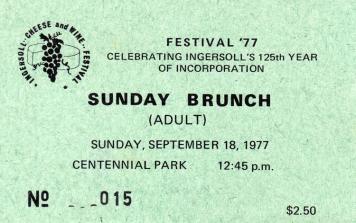 INGERSOLL · CHEESE and WINE · FESTIVAL ·
FESTIVAL '77
CELEBRATING INGERSOLL'S 125th YEAR
OF INCORPORATION
SUNDAY BRUNCH
(ADULT)
SUNDAY, SEPTEMBER 18, 1977
CENTENNIAL PARK 12:45 p.m.
Nº 015
$2.50